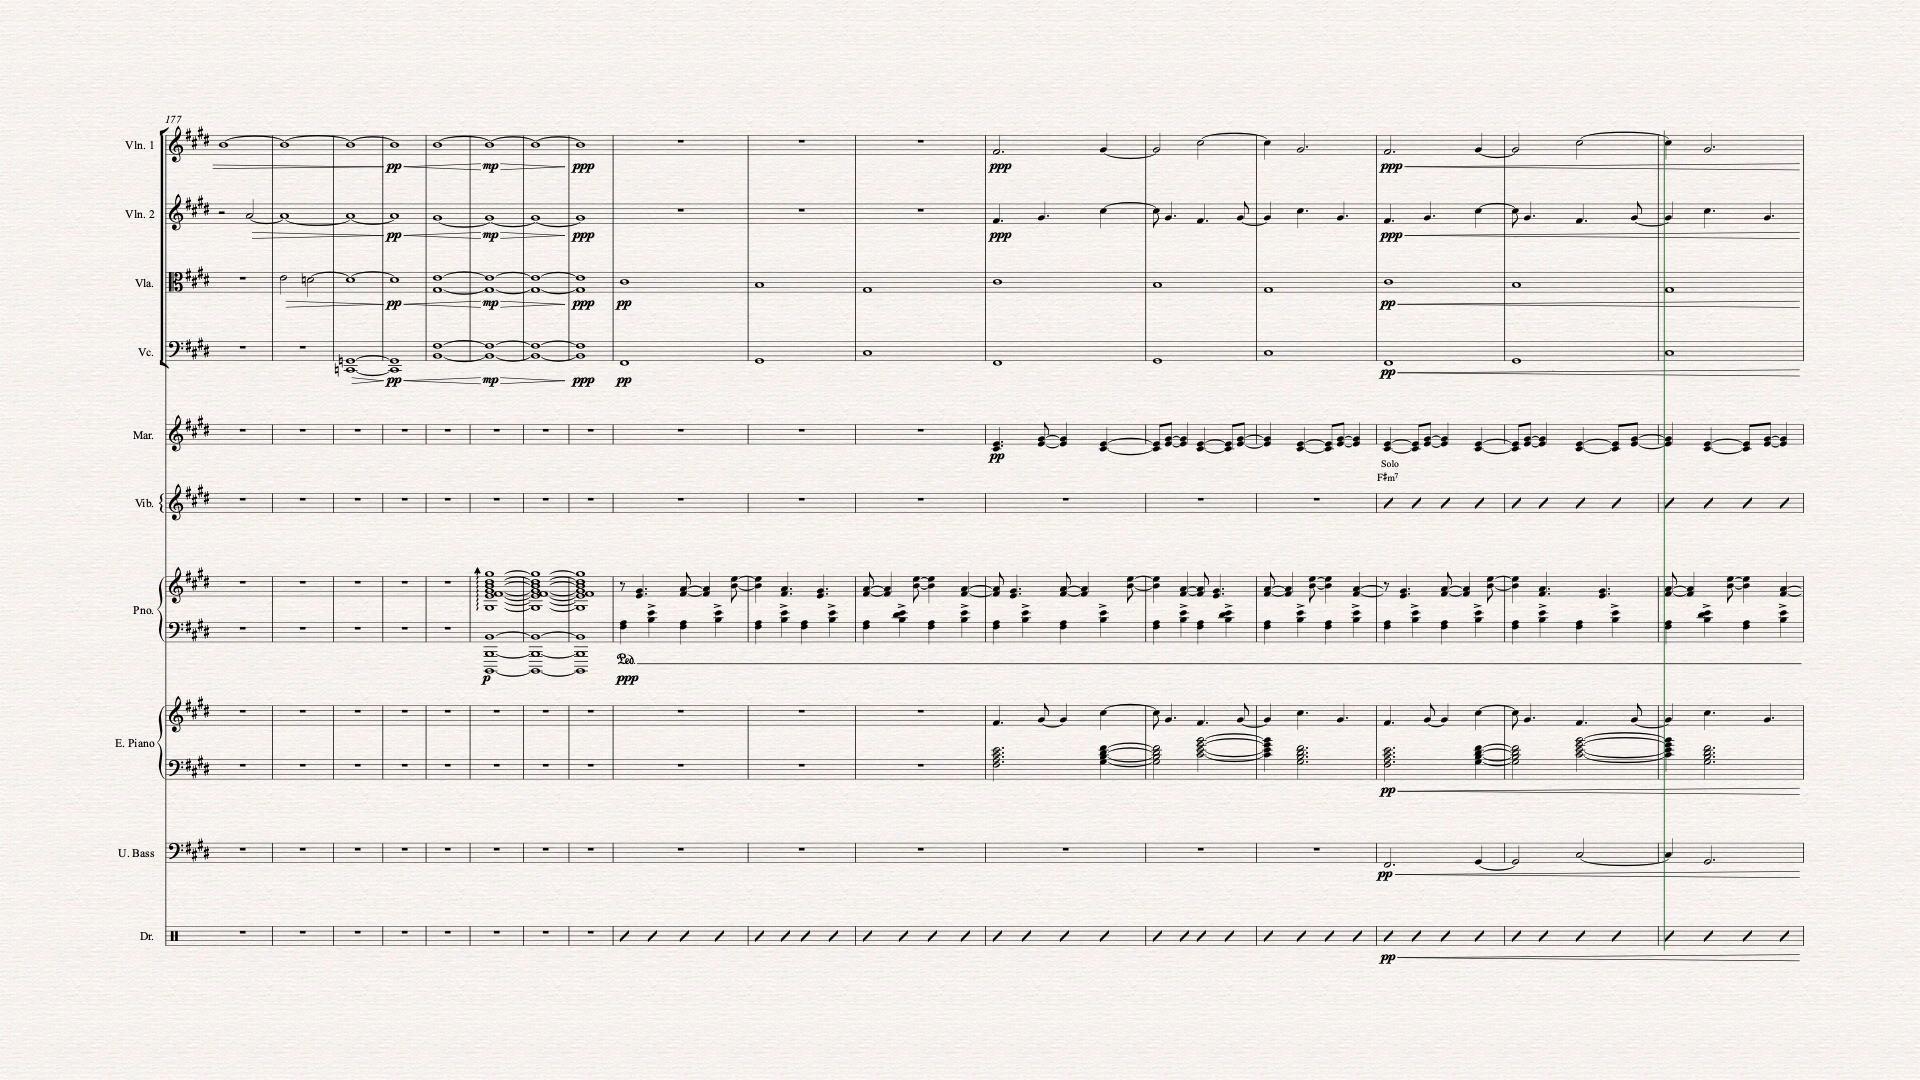 177
Vln. 1
pp mp ppp ppp ppp
Vln. 2
pp mp ppp ppp ppp
Vla.
pp mp ppp pp pp
Vc.
pp mp ppp pp pp
Mar.
pp
Solo
F♯m7
Vib.
Pno.
Ped.
p ppp
E. Piano
pp
U. Bass
pp
Dr.
pp